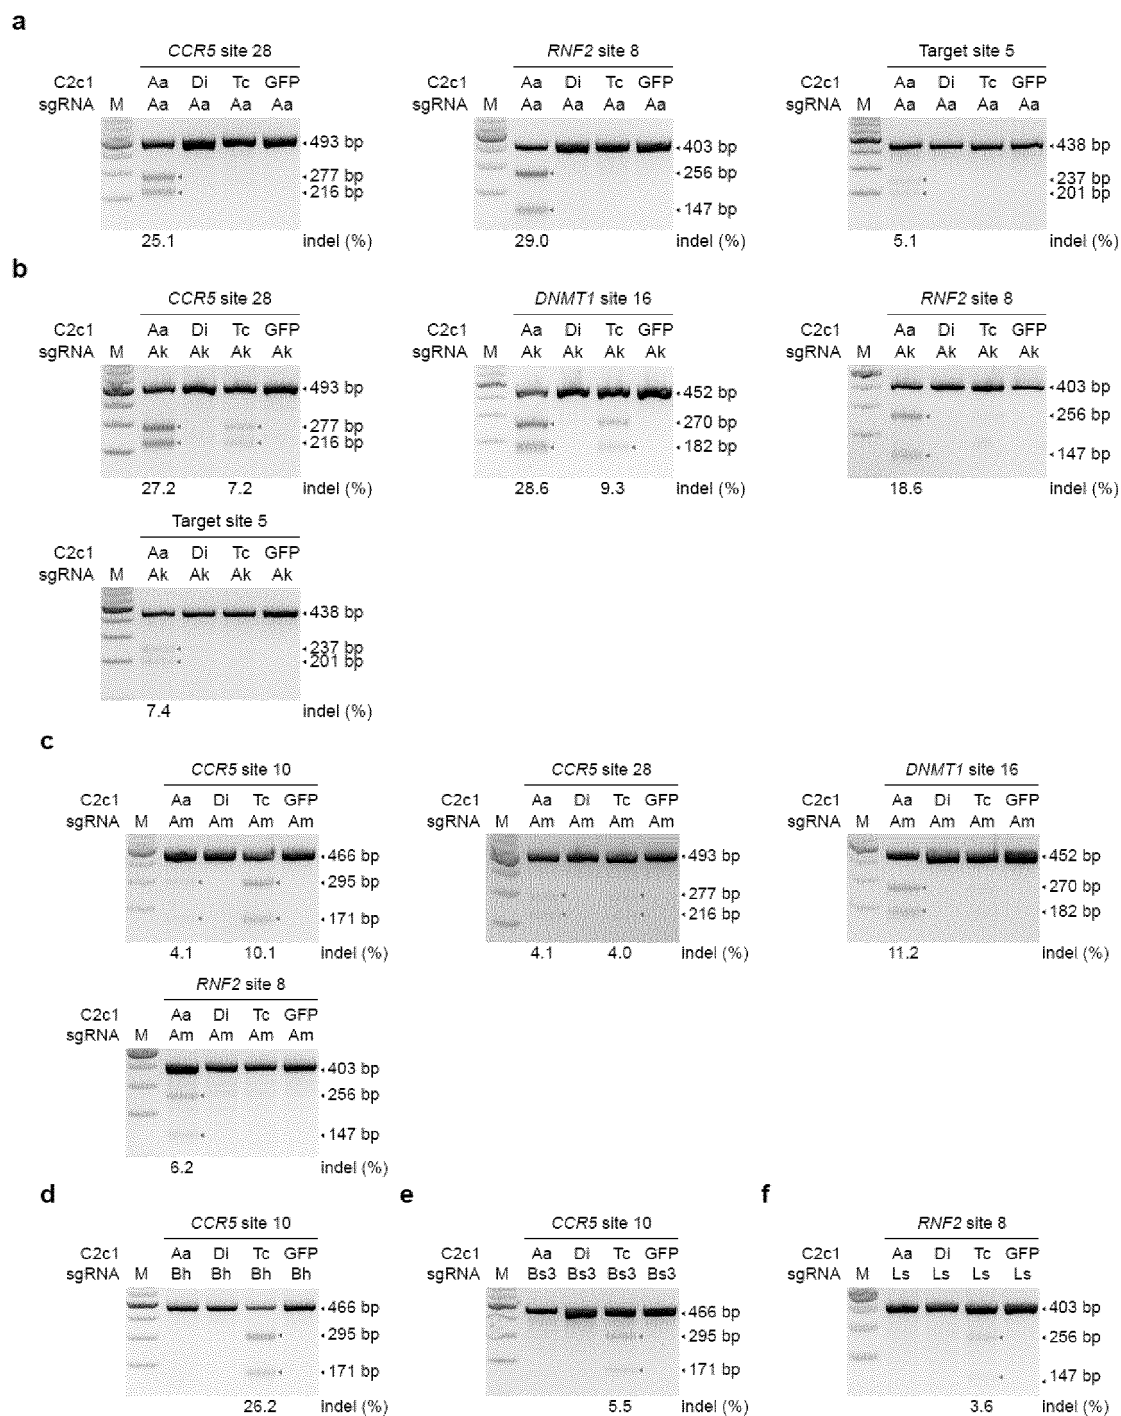 a
CCR5 site 28
C2c1 Aa Di Tc GFP
sgRNA M Aa Aa Aa Aa
493 bp
277 bp
216 bp
25.1 indel (%)
RNF2 site 8
C2c1 Aa Di Tc GFP
sgRNA M Aa Aa Aa Aa
403 bp
256 bp
147 bp
29.0 indel (%)
Target site 5
C2c1 Aa Di Tc GFP
sgRNA M Aa Aa Aa Aa
438 bp
237 bp
201 bp
5.1 indel (%)
b
CCR5 site 28
C2c1 Aa Di Tc GFP
sgRNA M Ak Ak Ak Ak
493 bp
277 bp
216 bp
27.2 7.2 indel (%)
DNMT1 site 16
C2c1 Aa Di Tc GFP
sgRNA M Ak Ak Ak Ak
452 bp
270 bp
182 bp
28.6 9.3 indel (%)
RNF2 site 8
C2c1 Aa Di Tc GFP
sgRNA M Ak Ak Ak Ak
403 bp
256 bp
147 bp
18.6 indel (%)
Target site 5
C2c1 Aa Di Tc GFP
sgRNA M Ak Ak Ak Ak
438 bp
237 bp
201 bp
7.4 indel (%)
c
CCR5 site 10
C2c1 Aa Di Tc GFP
sgRNA M Am Am Am Am
466 bp
295 bp
171 bp
4.1 10.1 indel (%)
CCR5 site 28
C2c1 Aa Di Tc GFP
sgRNA M Am Am Am Am
493 bp
277 bp
216 bp
4.1 4.0 indel (%)
DNMT1 site 16
C2c1 Aa Di Tc GFP
sgRNA M Am Am Am Am
452 bp
270 bp
182 bp
11.2 indel (%)
RNF2 site 8
C2c1 Aa Di Tc GFP
sgRNA M Am Am Am Am
403 bp
256 bp
147 bp
6.2 indel (%)
d
CCR5 site 10
C2c1 Aa Di Tc GFP
sgRNA M Bh Bh Bh Bh
466 bp
295 bp
171 bp
26.2 indel (%)
e
CCR5 site 10
C2c1 Aa Di Tc GFP
sgRNA M Bs3 Bs3 Bs3 Bs3
466 bp
295 bp
171 bp
5.5 indel (%)
f
RNF2 site 8
C2c1 Aa Di Tc GFP
sgRNA M Ls Ls Ls Ls
403 bp
256 bp
147 bp
3.6 indel (%)